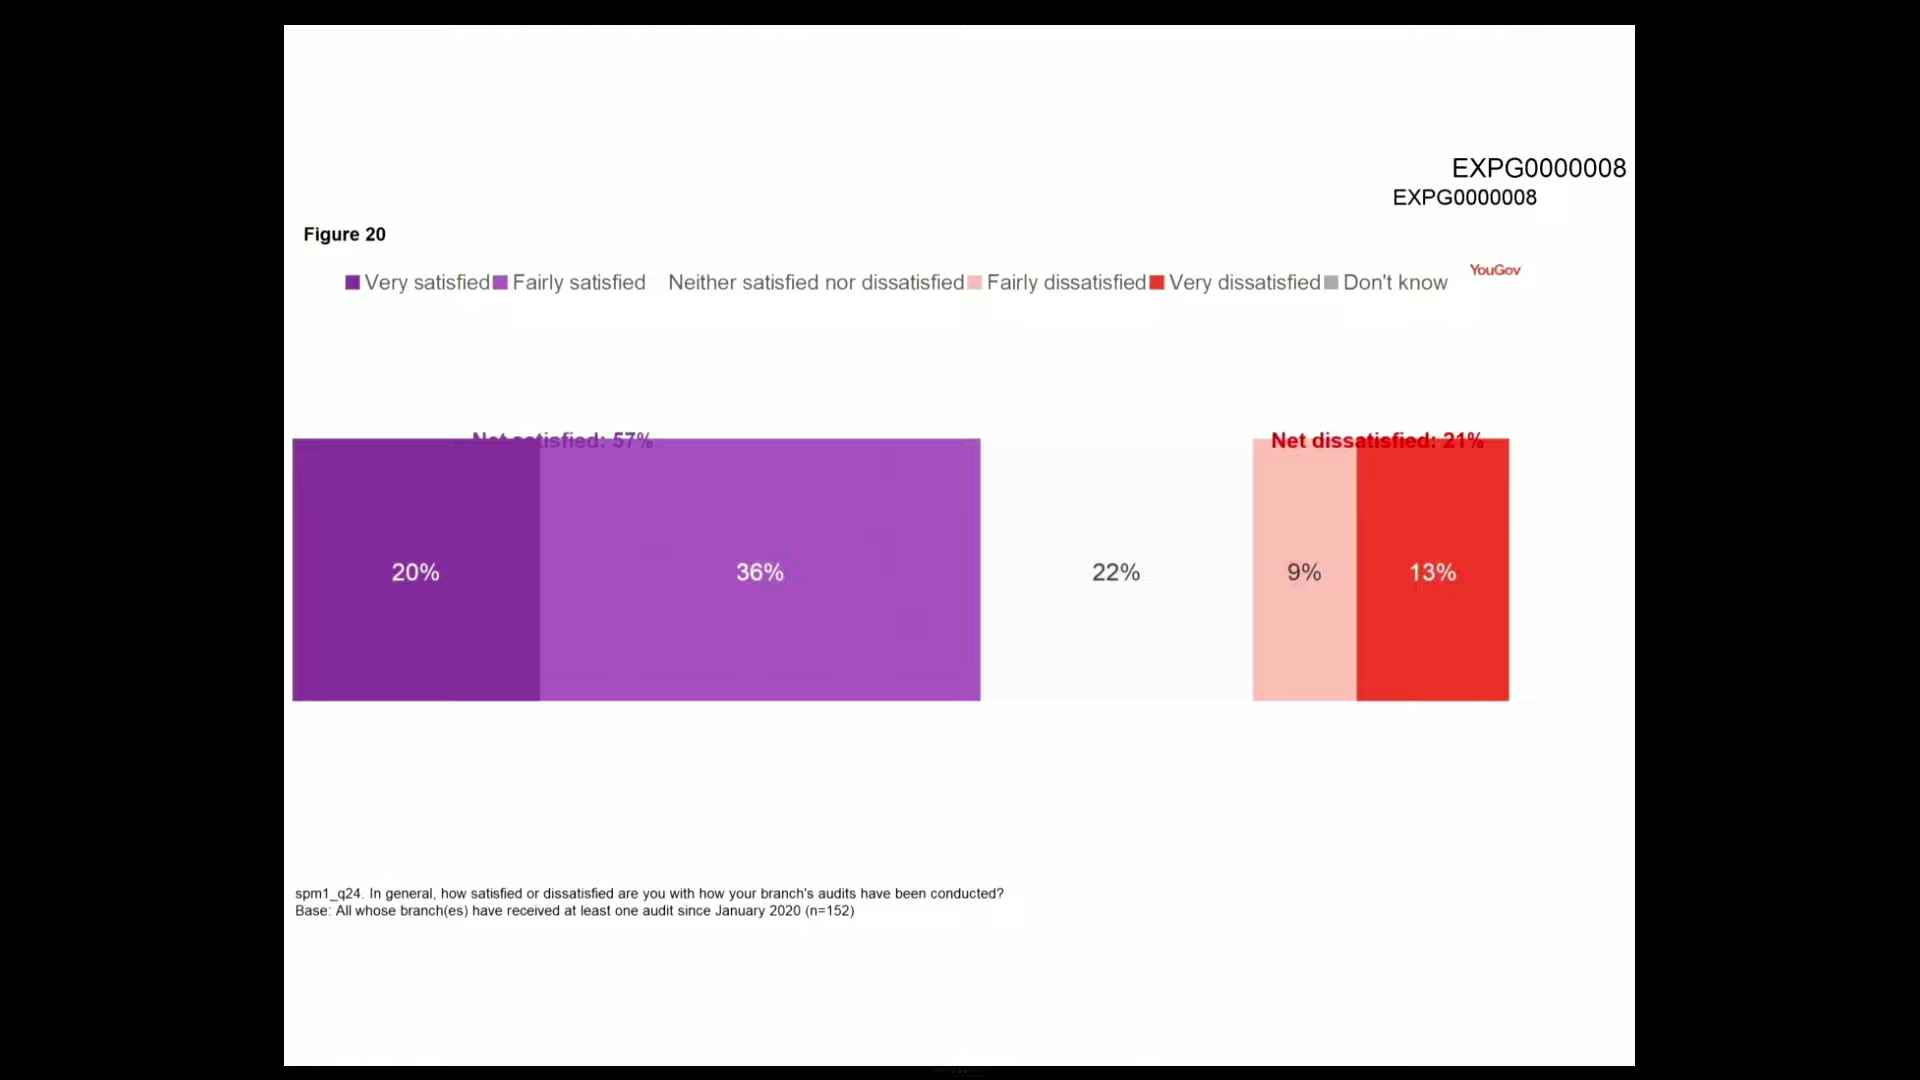 EXPG0000008
EXPG0000008
Figure 20
Very satisfied Fairly satisfied Neither satisfied nor dissatisfied Fairly dissatisfied Very dissatisfied Don't know
YouGov
Net satisfied: 57% Net dissatisfied: 21%
20% 36% 22% 9% 13%
spm1_q24. In general, how satisfied or dissatisfied are you with how your branch's audits have been conducted?
Base: All whose branch(es) have received at least one audit since January 2020 (n=152)